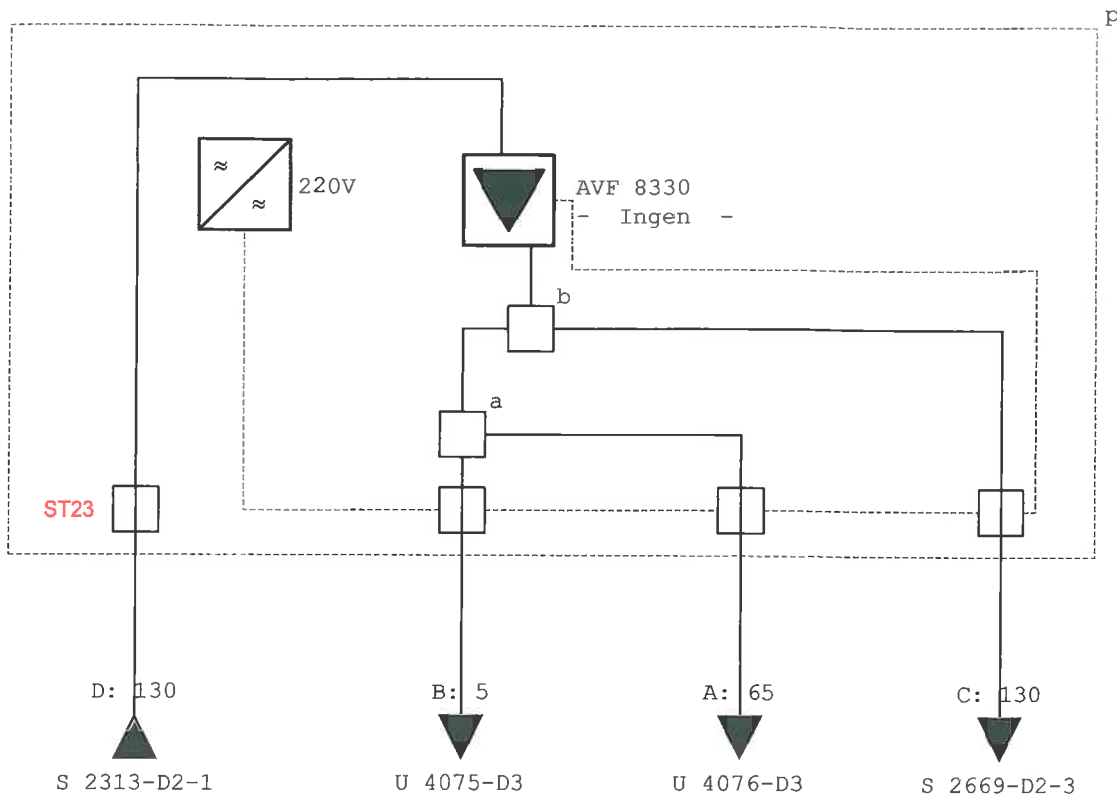 p
220V
AVF 8330
- Ingen -
b
a
ST23
D: 130
B: 5
A: 65
C: 130
S 2313-D2-1
U 4075-D3
U 4076-D3
S 2669-D2-3